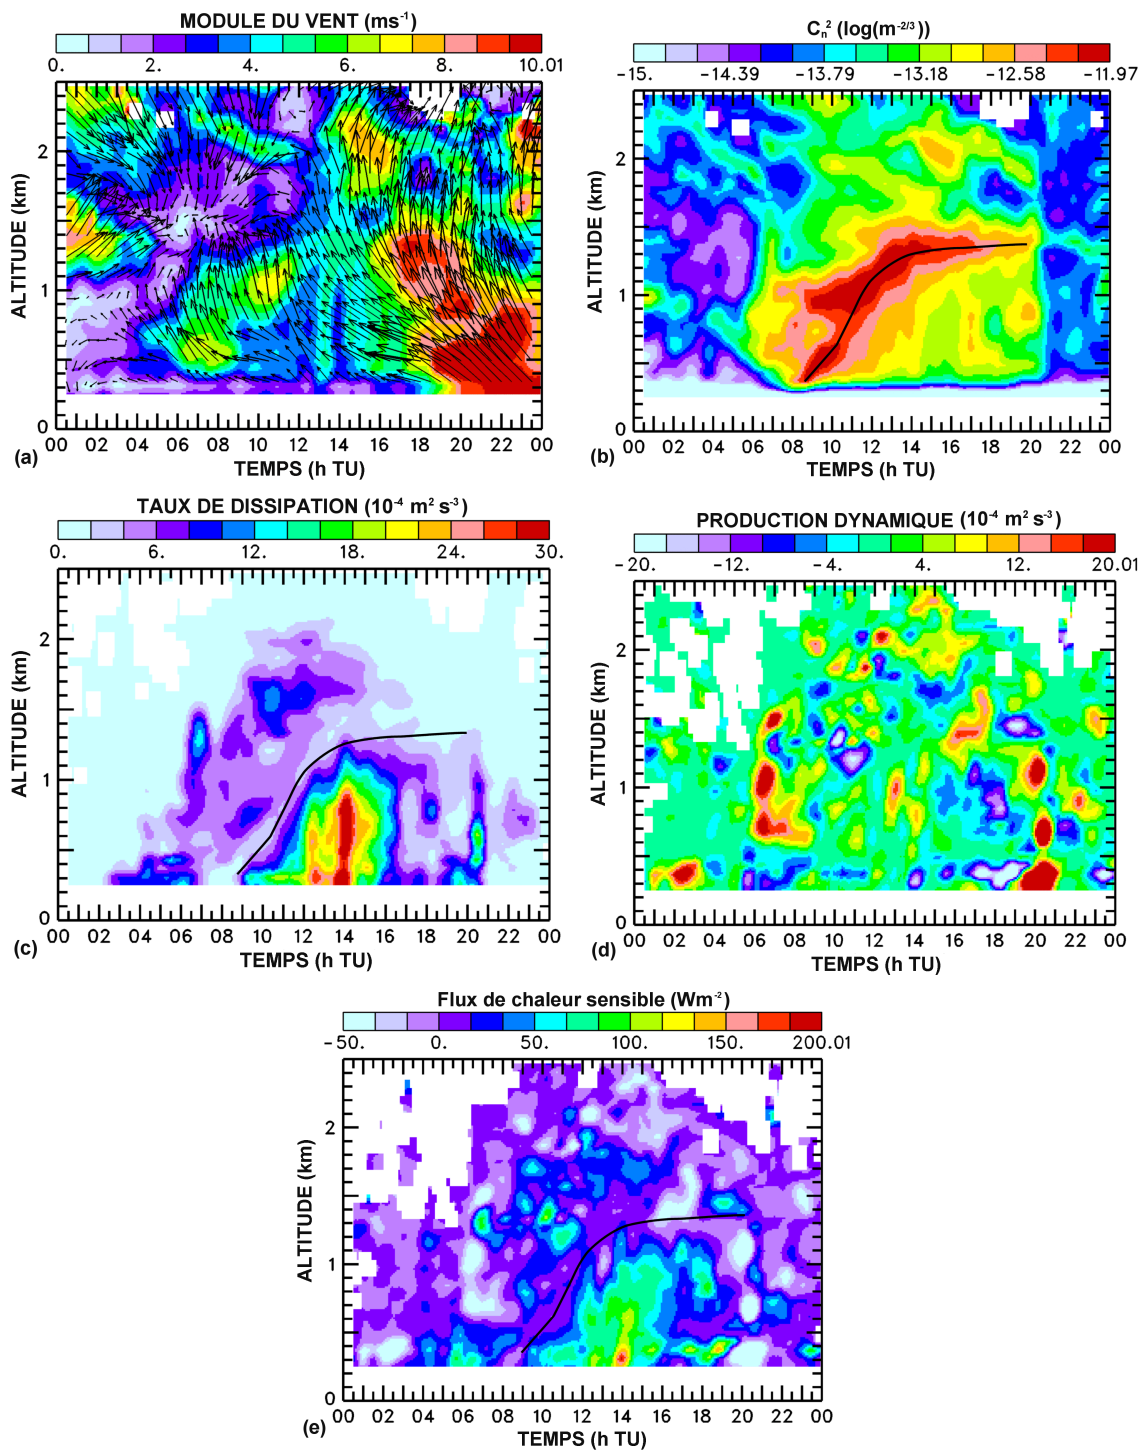 MODULE DU VENT (ms⁻¹)
0. 2. 4. 6. 8. 10.01
ALTITUDE (km)
2
1
0
00 02 04 06 08 10 12 14 16 18 20 22 00
(a)
TEMPS (h TU)
Cₙ² (log(m⁻²/³))
−15. −14.39 −13.79 −13.18 −12.58 −11.97
ALTITUDE (km)
2
1
0
00 02 04 06 08 10 12 14 16 18 20 22 00
(b)
TEMPS (h TU)
TAUX DE DISSIPATION (10⁻⁴ m² s⁻³)
0. 6. 12. 18. 24. 30.
ALTITUDE (km)
2
1
0
00 02 04 06 08 10 12 14 16 18 20 22 00
(c)
TEMPS (h TU)
PRODUCTION DYNAMIQUE (10⁻⁴ m² s⁻³)
−20. −12. −4. 4. 12. 20.01
ALTITUDE (km)
2
1
0
00 02 04 06 08 10 12 14 16 18 20 22 00
(d)
TEMPS (h TU)
Flux de chaleur sensible (Wm⁻²)
−50. 0. 50. 100. 150. 200.01
ALTITUDE (km)
2
1
0
00 02 04 06 08 10 12 14 16 18 20 22 00
(e)
TEMPS (h TU)